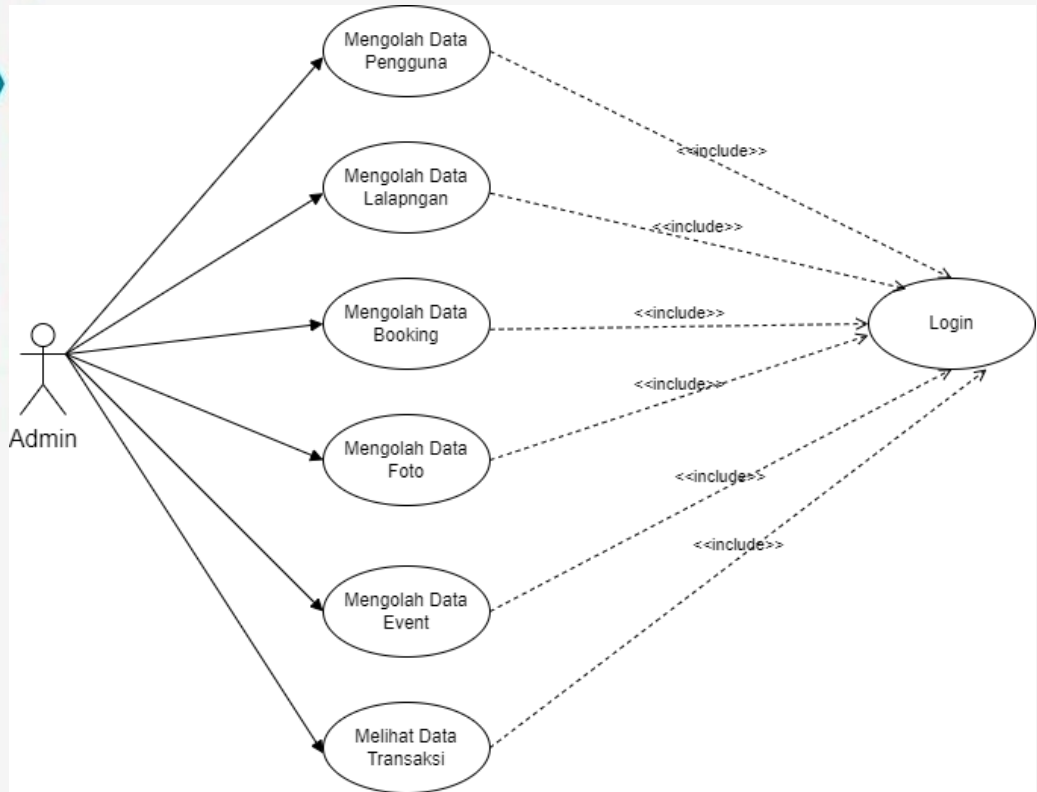 Mengolah Data
Pengguna
<<include>>
Mengolah Data
Lalapngan
<<include>>
Mengolah Data
Booking
<<include>>
Login
Admin
<<include>>
Mengolah Data
Foto
<<include>>
Mengolah Data
Event
<<include>>
Melihat Data
Transaksi